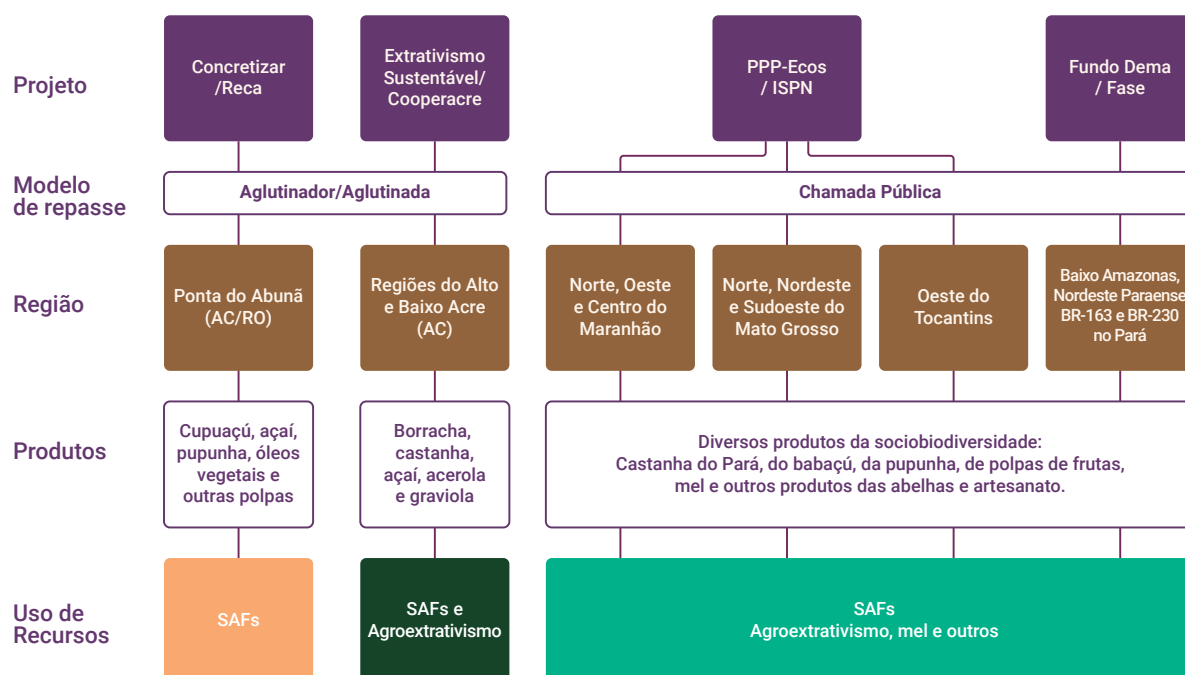 Projeto
Concretizar
/Reca
Extrativismo
Sustentável/
Cooperacre
PPP-Ecos
/ ISPN
Fundo Dema
/ Fase
Modelo
de repasse
Aglutinador/Aglutinada
Chamada Pública
Região
Ponta do Abunã
(AC/RO)
Regiões do Alto
e Baixo Acre
(AC)
Norte, Oeste
e Centro do
Maranhão
Norte, Nordeste
e Sudoeste do
Mato Grosso
Oeste do
Tocantins
Baixo Amazonas,
Nordeste Paraense
BR-163 e BR-230
no Pará
Produtos
Cupuaçú, açaí,
pupunha, óleos
vegetais e
outras polpas
Borracha,
castanha,
açaí, acerola
e graviola
Diversos produtos da sociobiodiversidade:
Castanha do Pará, do babaçú, da pupunha, de polpas de frutas,
mel e outros produtos das abelhas e artesanato.
Uso de
Recursos
SAFs
SAFs e
Agroextrativismo
SAFs
Agroextrativismo, mel e outros